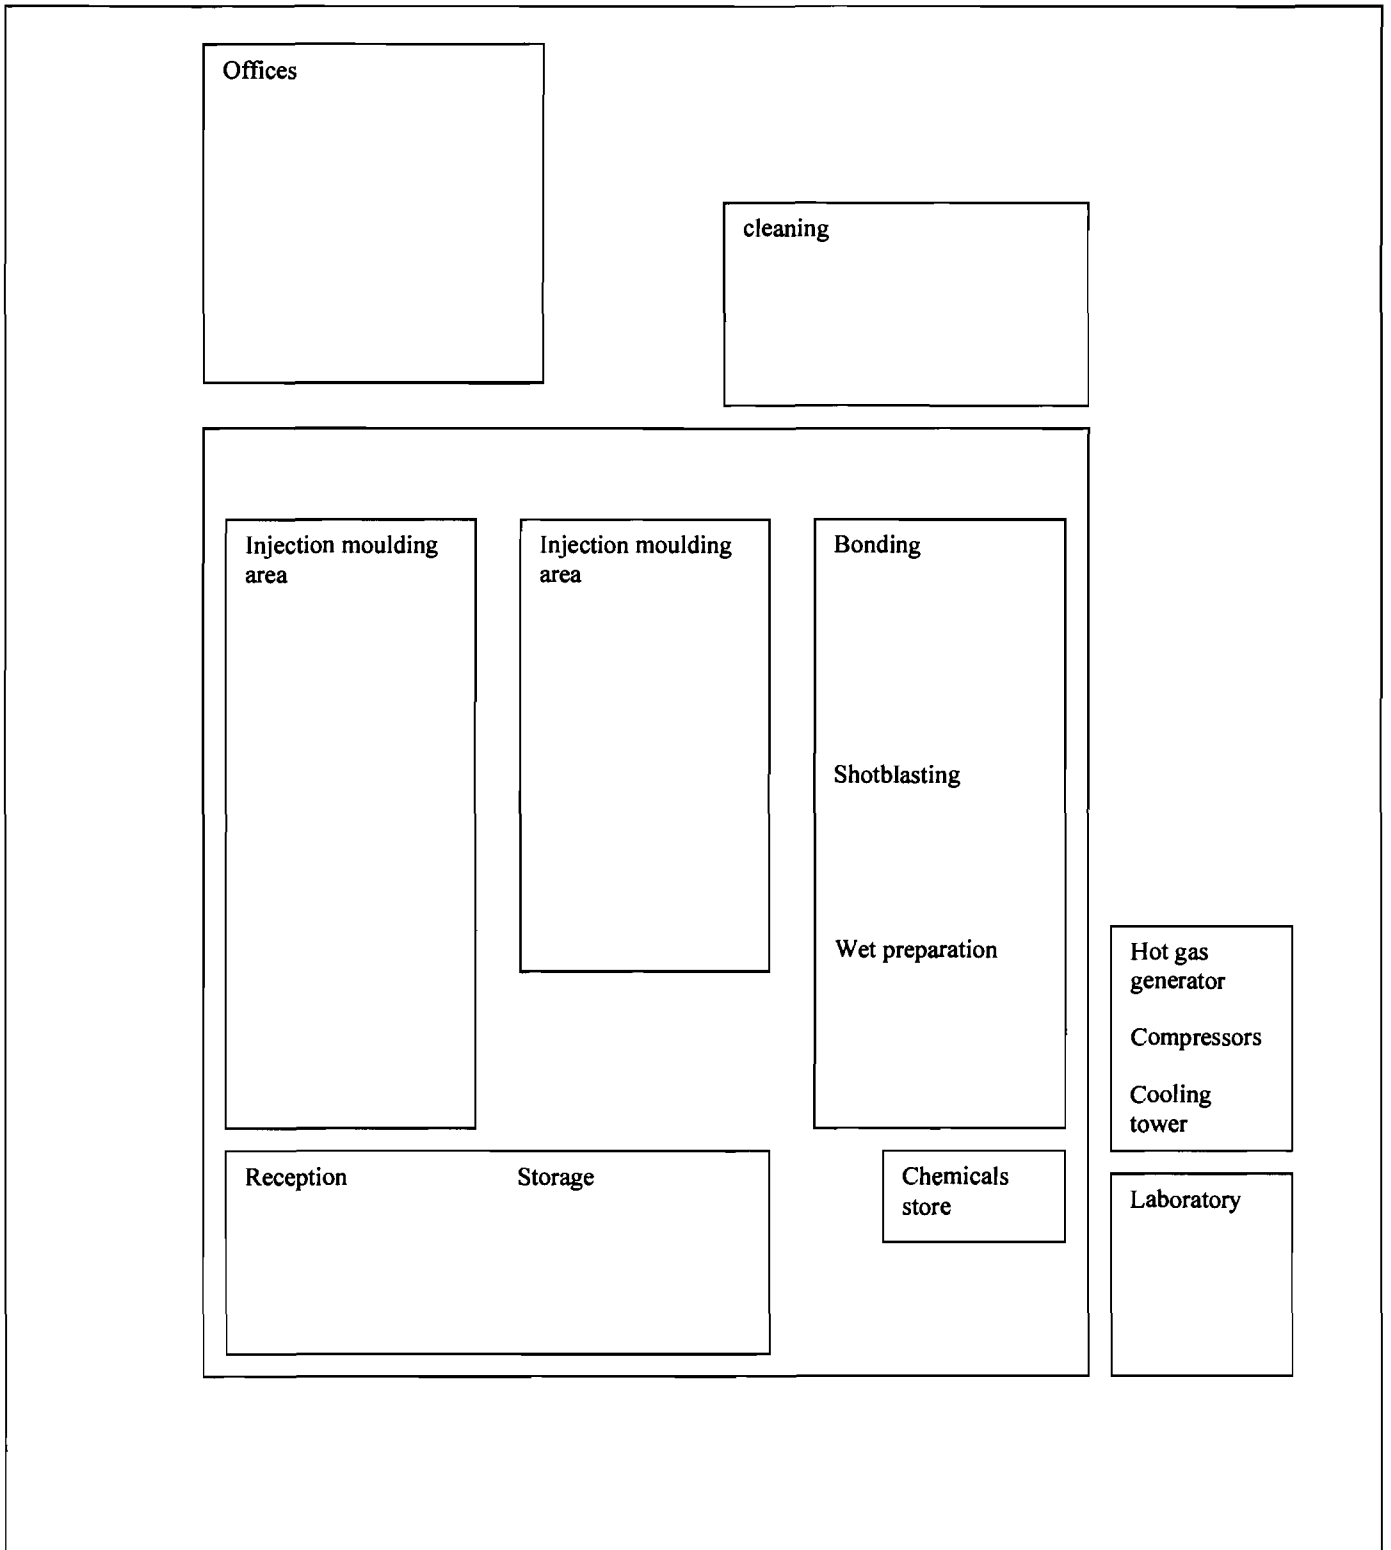 Offices
cleaning
Injection moulding
area
Injection moulding
area
Bonding
Shotblasting
Wet preparation
Hot gas
generator
Compressors
Cooling
tower
Reception
Storage
Chemicals
store
Laboratory